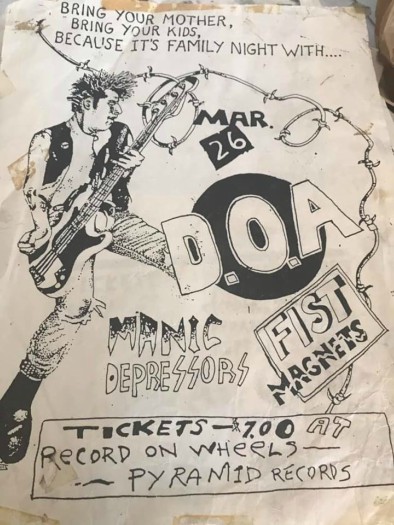 BRING YOUR MOTHER,
BRING YOUR KIDS,
BECAUSE IT'S FAMILY NIGHT WITH....
MAR.
26
D.O.A
MANIC
DEPRESSORS
FIST
MAGNETS
TICKETS—$7.00 AT
RECORD ON WHEELS—
—PYRAMID RECORDS